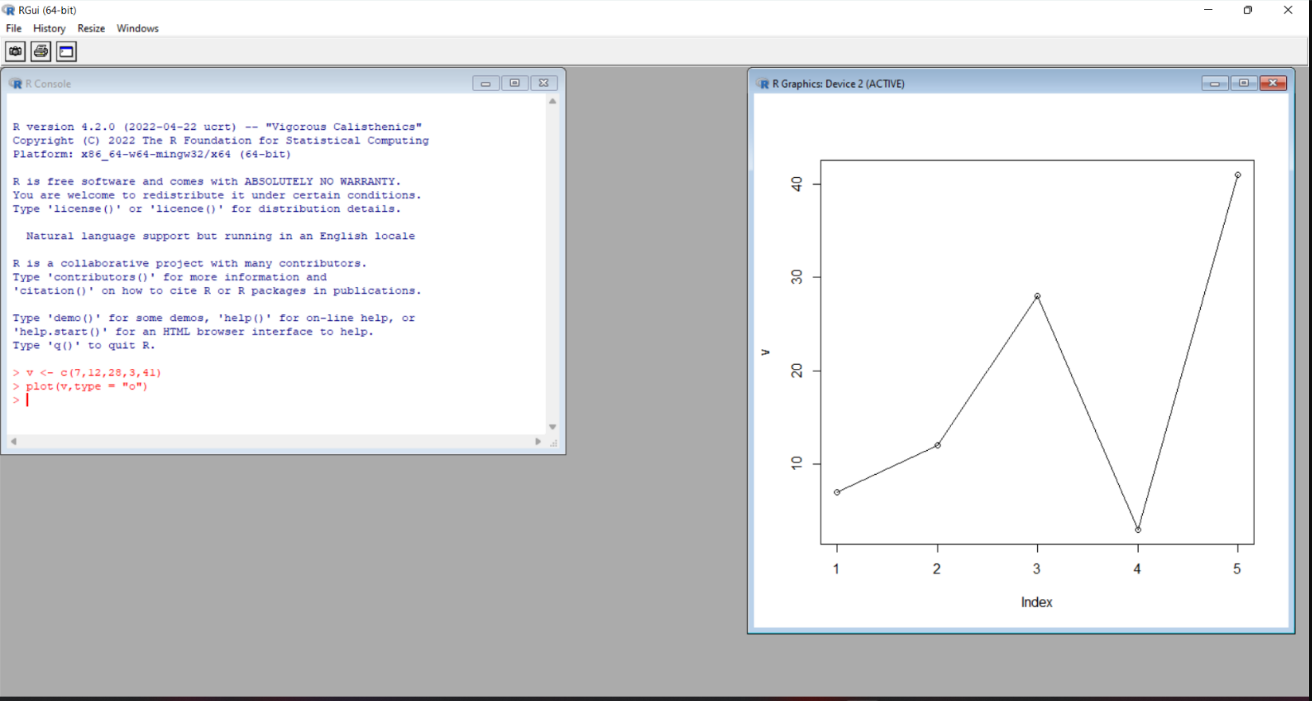 RGui (64-bit)
File History Resize Windows
R Console
R version 4.2.0 (2022-04-22 ucrt) -- "Vigorous Calisthenics"
Copyright (C) 2022 The R Foundation for Statistical Computing
Platform: x86_64-w64-mingw32/x64 (64-bit)
R is free software and comes with ABSOLUTELY NO WARRANTY.
You are welcome to redistribute it under certain conditions.
Type 'license()' or 'licence()' for distribution details.
Natural language support but running in an English locale
R is a collaborative project with many contributors.
Type 'contributors()' for more information and
'citation()' on how to cite R or R packages in publications.
Type 'demo()' for some demos, 'help()' for on-line help, or
'help.start()' for an HTML browser interface to help.
Type 'q()' to quit R.
> v <- c(7,12,28,3,41)
> plot(v,type = "o")
>
R Graphics: Device 2 (ACTIVE)
40
30
20
10
v
1 2 3 4 5
Index